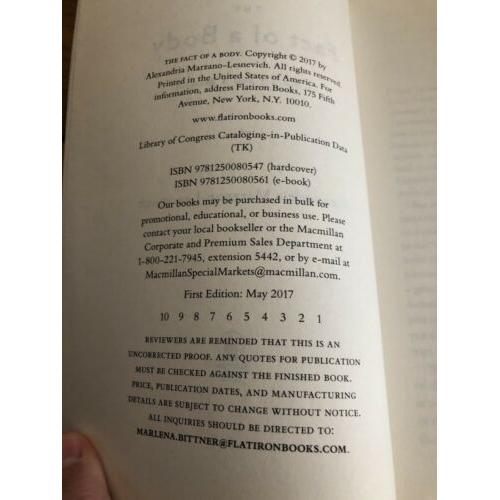 THE FACT OF A BODY. Copyright © 2017 by
Alexandria Marzano-Lesnevich. All rights reserved.
Printed in the United States of America. For
information, address Flatiron Books, 175 Fifth
Avenue, New York, N.Y. 10010.
www.flatironbooks.com
Library of Congress Cataloging-in-Publication Data
(TK)
ISBN 9781250080547 (hardcover)
ISBN 9781250080561 (e-book)
Our books may be purchased in bulk for
promotional, educational, or business use. Please
contact your local bookseller or the Macmillan
Corporate and Premium Sales Department at
1-800-221-7945, extension 5442, or by e-mail at
MacmillanSpecialMarkets@macmillan.com.
First Edition: May 2017
10 9 8 7 6 5 4 3 2 1
REVIEWERS ARE REMINDED THAT THIS IS AN
UNCORRECTED PROOF. ANY QUOTES FOR PUBLICATION
MUST BE CHECKED AGAINST THE FINISHED BOOK.
PRICE, PUBLICATION DATES, AND MANUFACTURING
DETAILS ARE SUBJECT TO CHANGE WITHOUT NOTICE.
ALL INQUIRIES SHOULD BE DIRECTED TO:
MARLENA.BITTNER@FLATIRONBOOKS.COM.